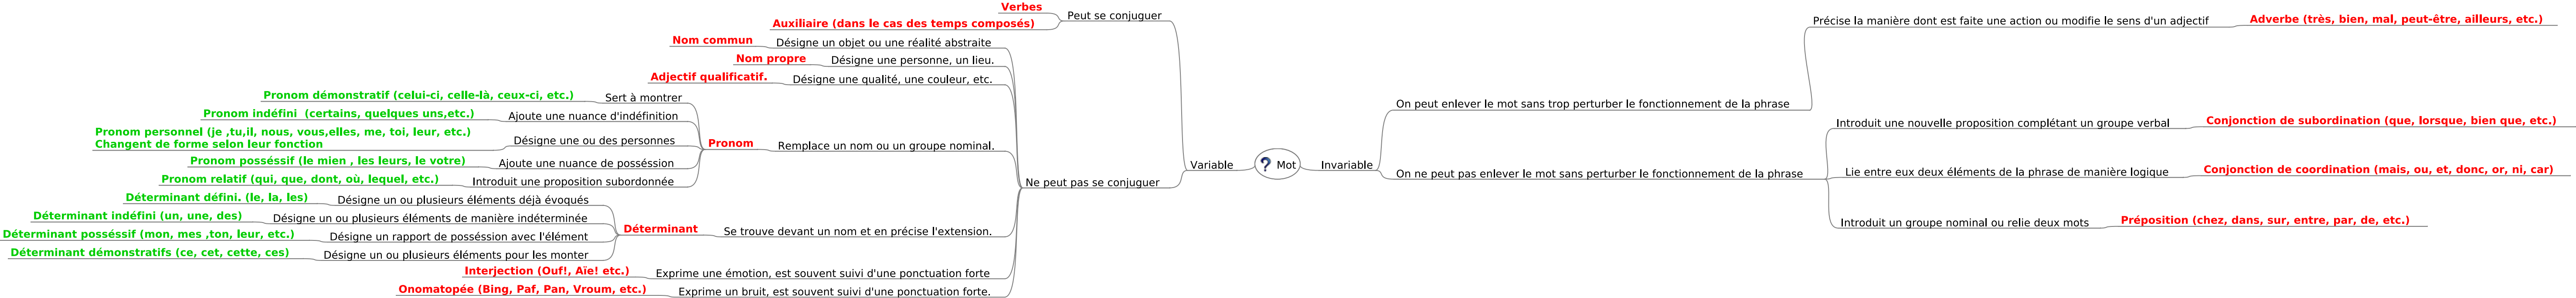 Mot
Variable
Peut se conjuguer
Verbes
Auxiliaire (dans le cas des temps composés)
Ne peut pas se conjuguer
Désigne un objet ou une réalité abstraite
Nom commun
Désigne une personne, un lieu.
Nom propre
Désigne une qualité, une couleur, etc.
Adjectif qualificatif.
Remplace un nom ou un groupe nominal.
Pronom
Sert à montrer
Pronom démonstratif (celui-ci, celle-là, ceux-ci, etc.)
Ajoute une nuance d'indéfinition
Pronom indéfini  (certains, quelques uns,etc.)
Désigne une ou des personnes
Pronom personnel (je ,tu,il, nous, vous,elles, me, toi, leur, etc.)
Changent de forme selon leur fonction
Ajoute une nuance de posséssion
Pronom posséssif (le mien , les leurs, le votre)
Introduit une proposition subordonnée
Pronom relatif (qui, que, dont, où, lequel, etc.)
Se trouve devant un nom et en précise l'extension.
Déterminant
Désigne un ou plusieurs éléments déjà évoqués
Déterminant défini. (le, la, les)
Désigne un ou plusieurs éléments de manière indéterminée
Déterminant indéfini (un, une, des)
Désigne un rapport de posséssion avec l'élément
Déterminant posséssif (mon, mes ,ton, leur, etc.)
Désigne un ou plusieurs éléments pour les monter
Déterminant démonstratifs (ce, cet, cette, ces)
Exprime une émotion, est souvent suivi d'une ponctuation forte
Interjection (Ouf!, Aïe! etc.)
Exprime un bruit, est souvent suivi d'une ponctuation forte.
Onomatopée (Bing, Paf, Pan, Vroum, etc.)
Invariable
On peut enlever le mot sans trop perturber le fonctionnement de la phrase
Précise la manière dont est faite une action ou modifie le sens d'un adjectif
Adverbe (très, bien, mal, peut-être, ailleurs, etc.)
On ne peut pas enlever le mot sans perturber le fonctionnement de la phrase
Introduit une nouvelle proposition complétant un groupe verbal
Conjonction de subordination (que, lorsque, bien que, etc.)
Lie entre eux deux éléments de la phrase de manière logique
Conjonction de coordination (mais, ou, et, donc, or, ni, car)
Introduit un groupe nominal ou relie deux mots
Préposition (chez, dans, sur, entre, par, de, etc.)